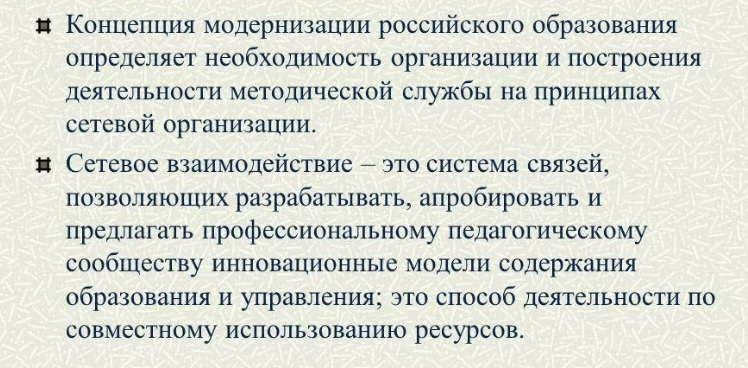 Концепция модернизации российского образования
определяет необходимость организации и построения
деятельности методической службы на принципах
сетевой организации.
Сетевое взаимодействие – это система связей,
позволяющих разрабатывать, апробировать и
предлагать профессиональному педагогическому
сообществу инновационные модели содержания
образования и управления; это способ деятельности по
совместному использованию ресурсов.